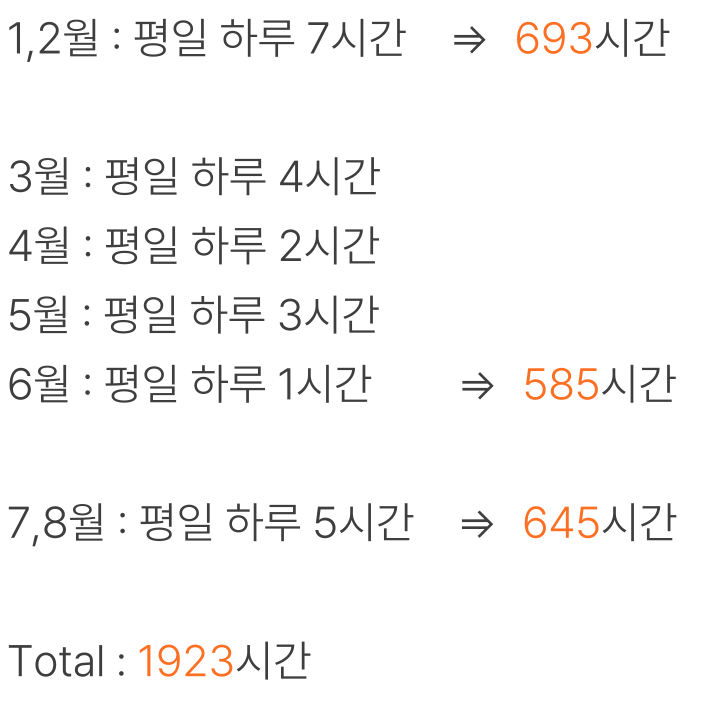 1,2월 : 평일 하루 7시간 ⇒ 693시간
3월 : 평일 하루 4시간
4월 : 평일 하루 2시간
5월 : 평일 하루 3시간
6월 : 평일 하루 1시간 ⇒ 585시간
7,8월 : 평일 하루 5시간 ⇒ 645시간
Total : 1923시간